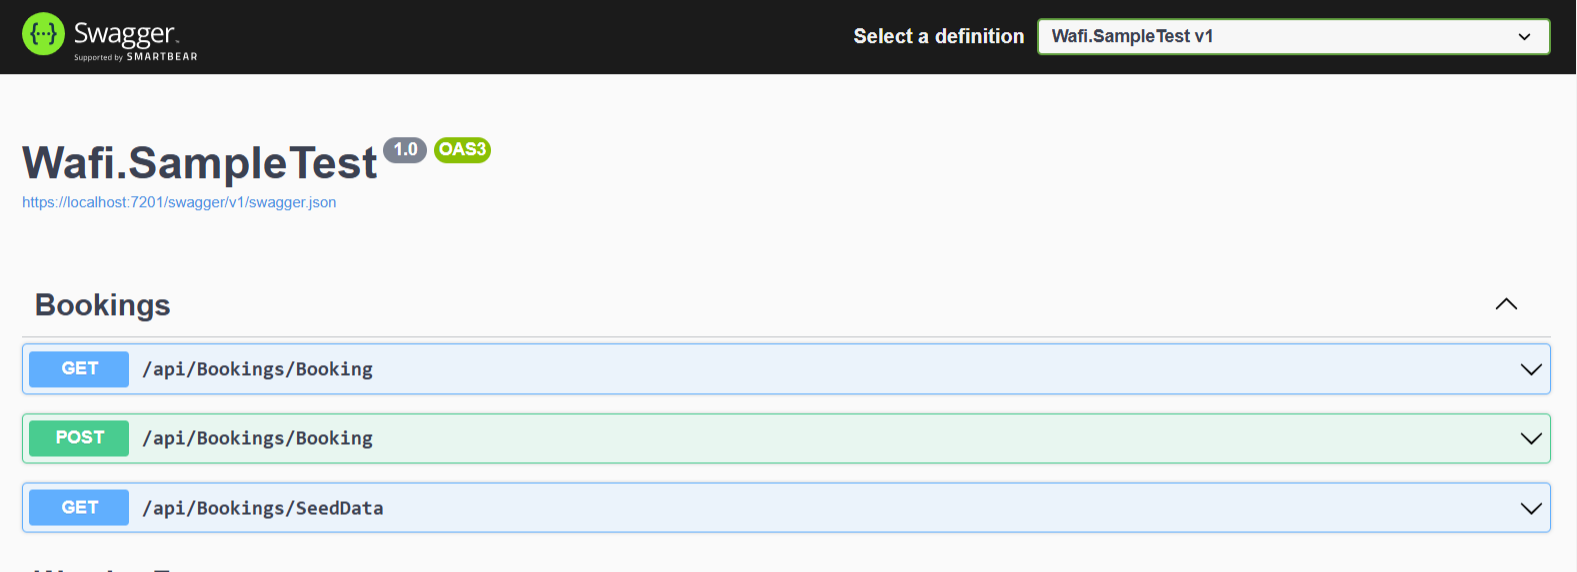 Swagger
Supported by SMARTBEAR
Select a definition
Wafi.SampleTest v1
Wafi.SampleTest 1.0 OAS3
https://localhost:7201/swagger/v1/swagger.json
Bookings
GET /api/Bookings/Booking
POST /api/Bookings/Booking
GET /api/Bookings/SeedData